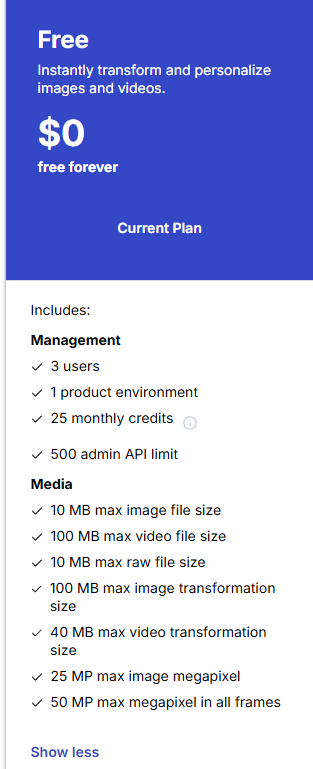 Free
Instantly transform and personalize
images and videos.
$0
free forever
Current Plan
Includes:
Management
3 users
1 product environment
25 monthly credits
500 admin API limit
Media
10 MB max image file size
100 MB max video file size
10 MB max raw file size
100 MB max image transformation
size
40 MB max video transformation
size
25 MP max image megapixel
50 MP max megapixel in all frames
Show less